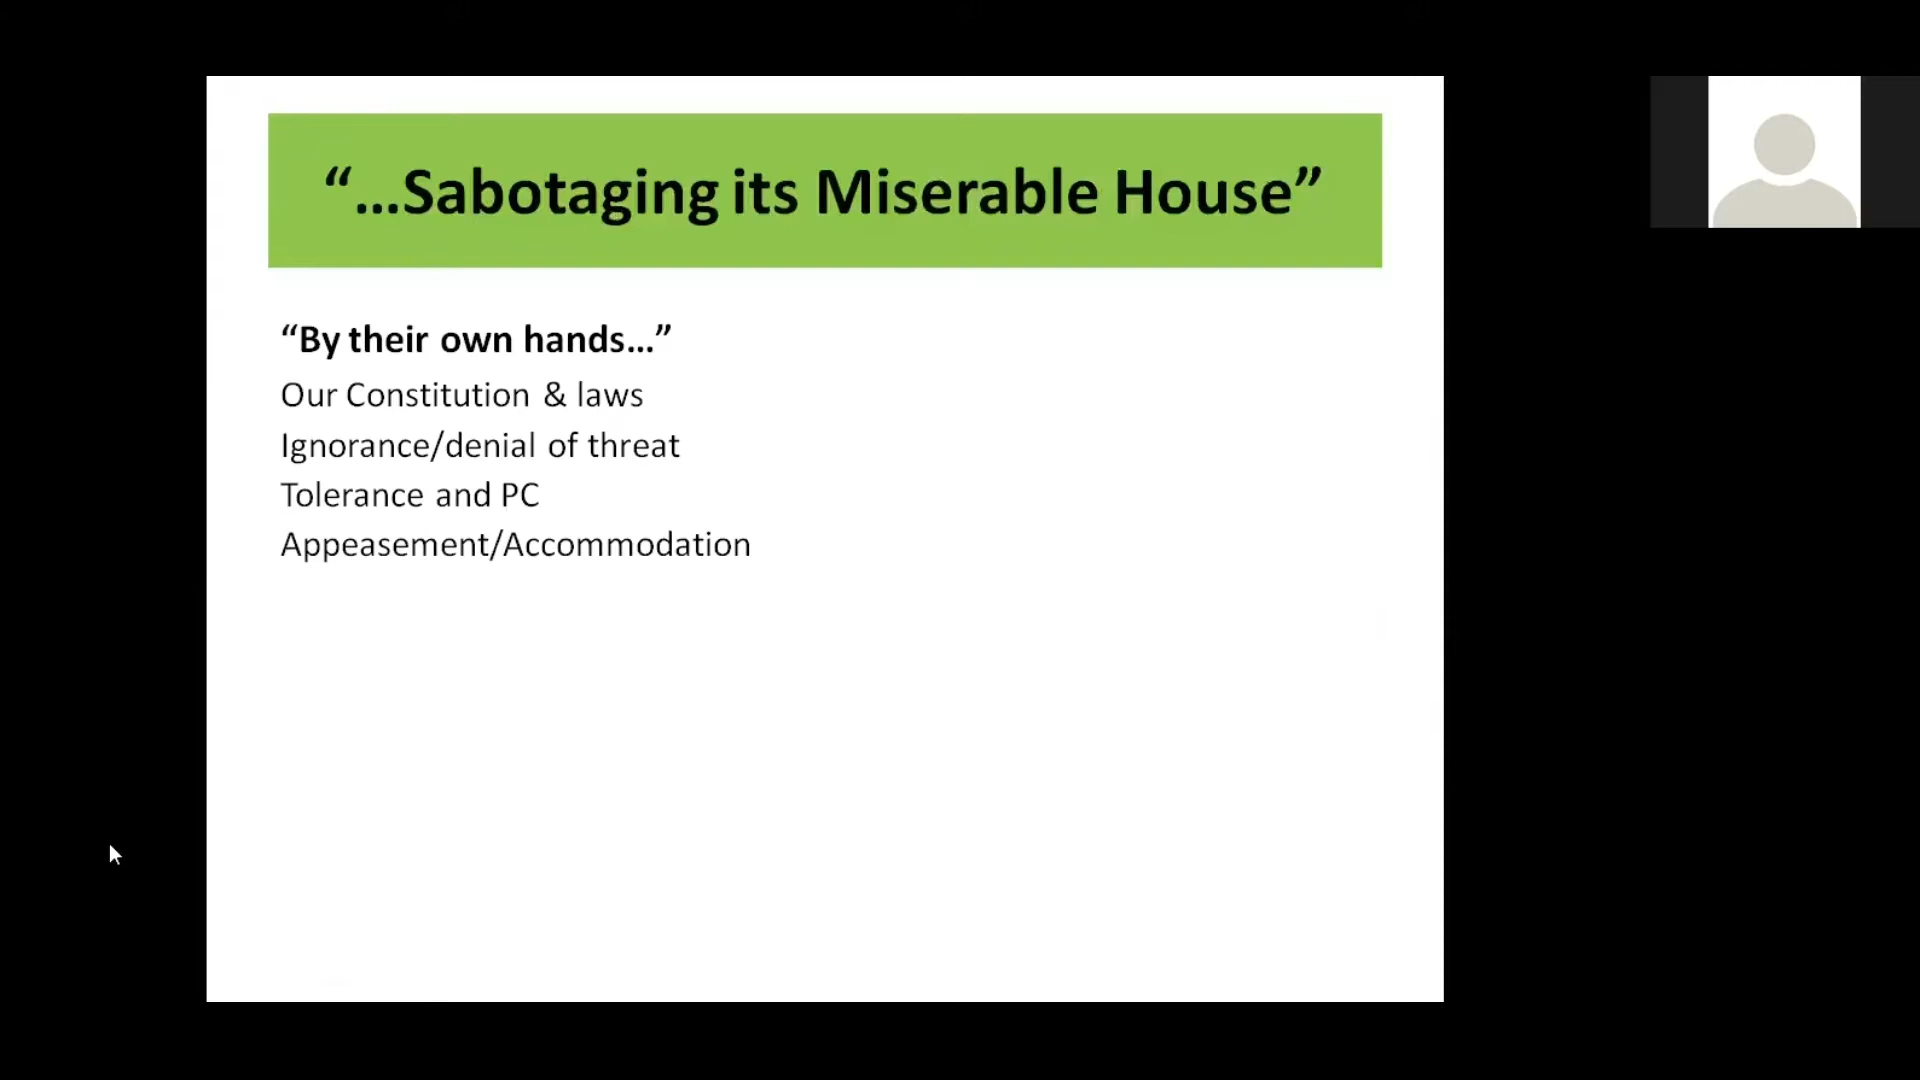 “...Sabotaging its Miserable House”
“By their own hands...”
Our Constitution & laws
Ignorance/denial of threat
Tolerance and PC
Appeasement/Accommodation